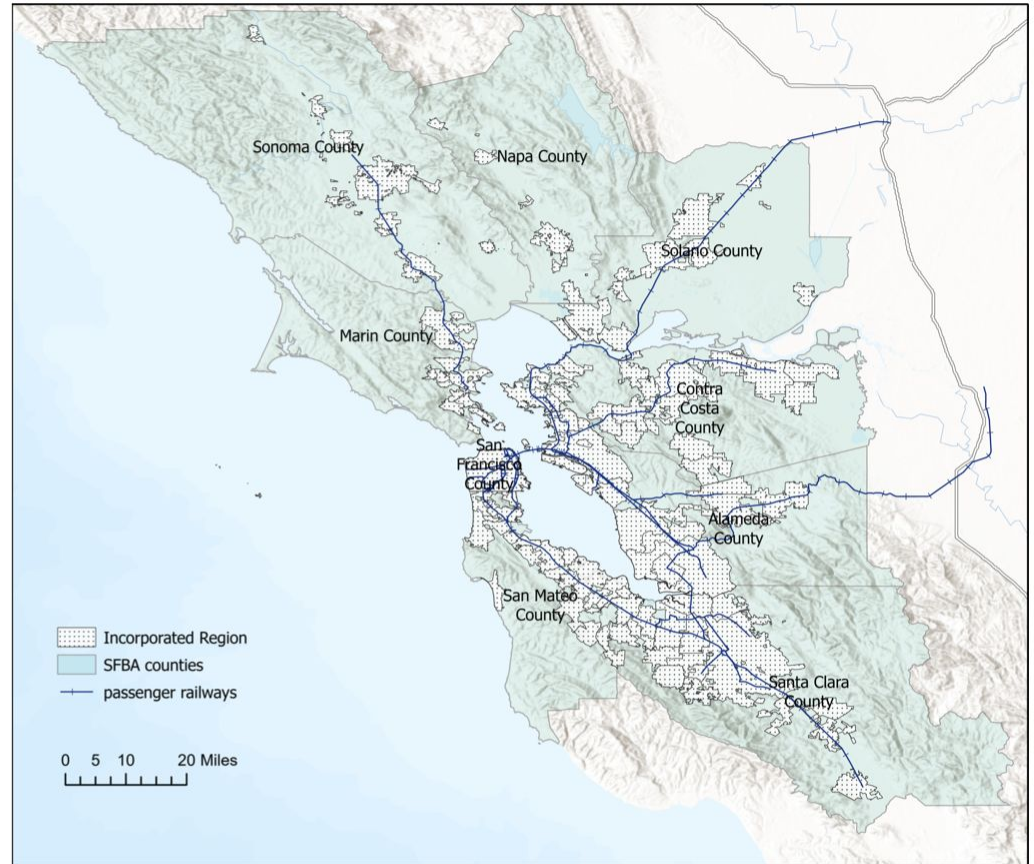 Sonoma County
Napa County
Solano County
Marin County
Contra
Costa
County
San
Francisco
County
Alameda
County
San Mateo
County
Incorporated Region
SFBA counties
passenger railways
Santa Clara
County
0 5 10 20 Miles